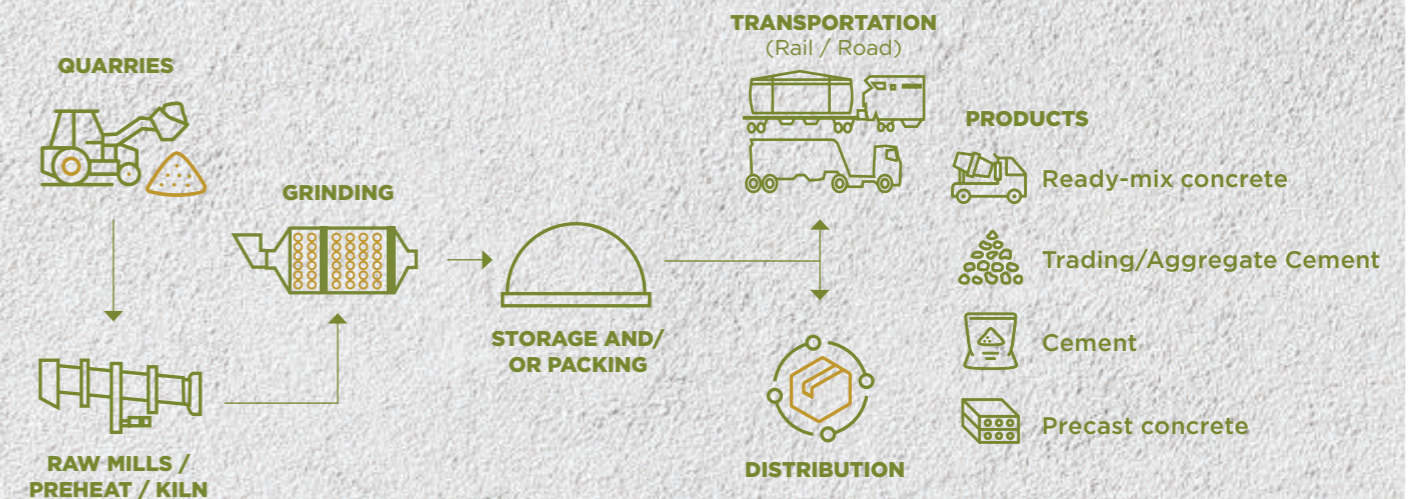 QUARRIES
RAW MILLS /
PREHEAT / KILN
GRINDING
STORAGE AND/
OR PACKING
TRANSPORTATION
(Rail / Road)
DISTRIBUTION
PRODUCTS
Ready-mix concrete
Trading/Aggregate Cement
Cement
Precast concrete